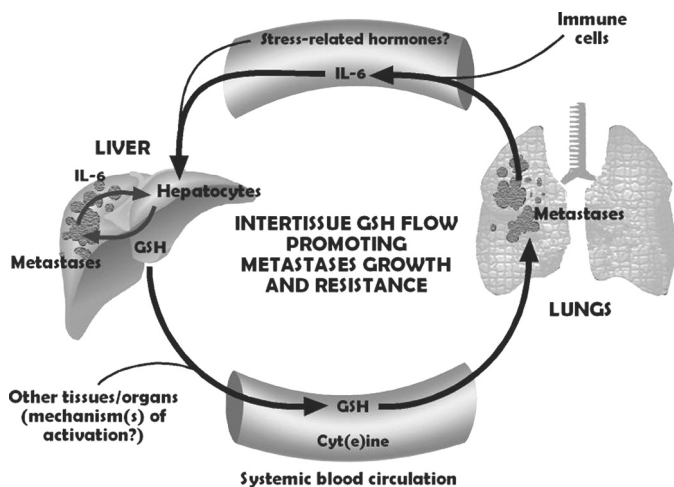 Immune
cells
Stress-related hormones?
IL-6
LIVER
IL-6
Hepatocytes
Metastases
GSH
INTERTISSUE GSH FLOW
PROMOTING
METASTASES GROWTH
AND RESISTANCE
Metastases
LUNGS
Other tissues/organs
(mechanism(s) of
activation?)
GSH
Cyt(e)ine
Systemic blood circulation